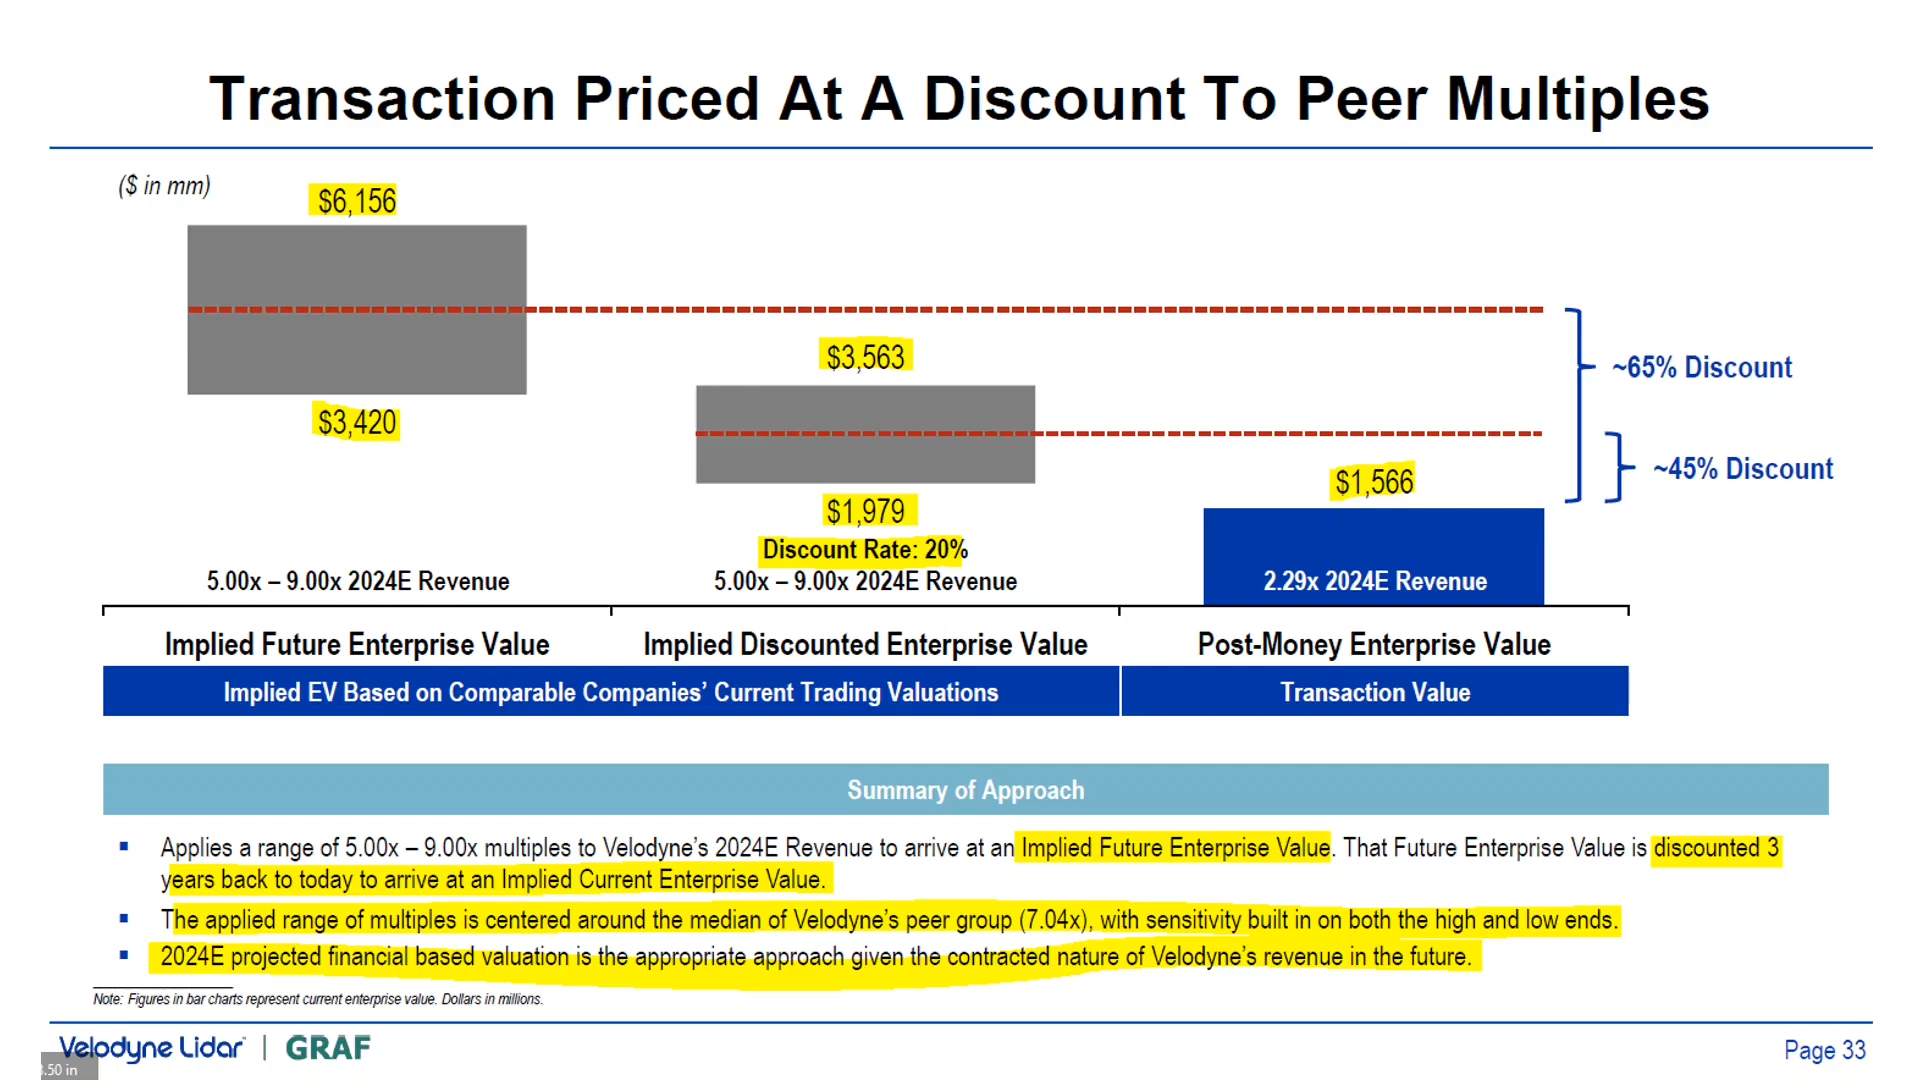 Transaction Priced At A Discount To Peer Multiples
($ in mm)
$6,156
$3,420
$3,563
$1,979
Discount Rate: 20%
$1,566
~65% Discount
~45% Discount
5.00x – 9.00x 2024E Revenue
5.00x – 9.00x 2024E Revenue
2.29x 2024E Revenue
Implied Future Enterprise Value
Implied Discounted Enterprise Value
Post-Money Enterprise Value
Implied EV Based on Comparable Companies’ Current Trading Valuations
Transaction Value
Summary of Approach
▪ Applies a range of 5.00x – 9.00x multiples to Velodyne’s 2024E Revenue to arrive at an Implied Future Enterprise Value. That Future Enterprise Value is discounted 3
years back to today to arrive at an Implied Current Enterprise Value.
▪ The applied range of multiples is centered around the median of Velodyne’s peer group (7.04x), with sensitivity built in on both the high and low ends.
▪ 2024E projected financial based valuation is the appropriate approach given the contracted nature of Velodyne’s revenue in the future.
Note: Figures in bar charts represent current enterprise value. Dollars in millions.
Velodyne Lidar | GRAF
Page 33
.50 in